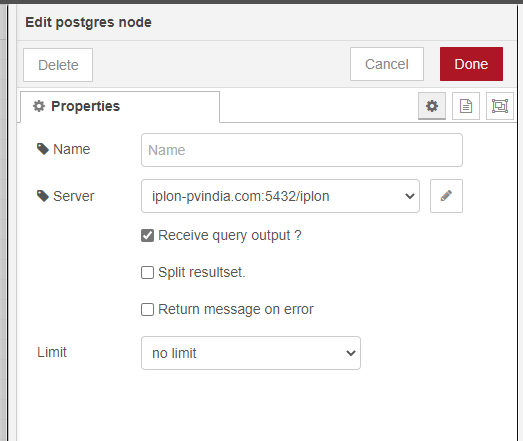 Edit postgres node
Delete
Cancel
Done
Properties
Name
Name
Server
iplon-pvindia.com:5432/iplon
Receive query output ?
Split resultset.
Return message on error
Limit
no limit